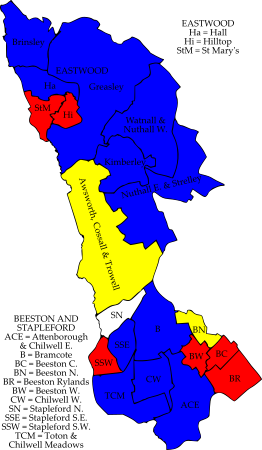 EASTWOOD
Ha = Hall
Hi = Hilltop
StM = St Mary's
Brinsley
EASTWOOD
Ha
Greasley
StM
Hi
Watnall &
Nuthall W.
Kimberley
Nuthall E. & Strelley
Awsworth, Cossall & Trowell
BEESTON AND
STAPLEFORD
ACE = Attenborough
& Chilwell E.
B = Bramcote
BC = Beeston C.
BN = Beeston N.
BR = Beeston Rylands
BW = Beeston W.
CW = Chilwell W.
SN = Stapleford N.
SSE = Stapleford S.E.
SSW = Stapleford S.W.
TCM = Toton &
Chilwell Meadows
SN
B
BN
SSE
SSW
BW
BC
CW
BR
TCM
ACE